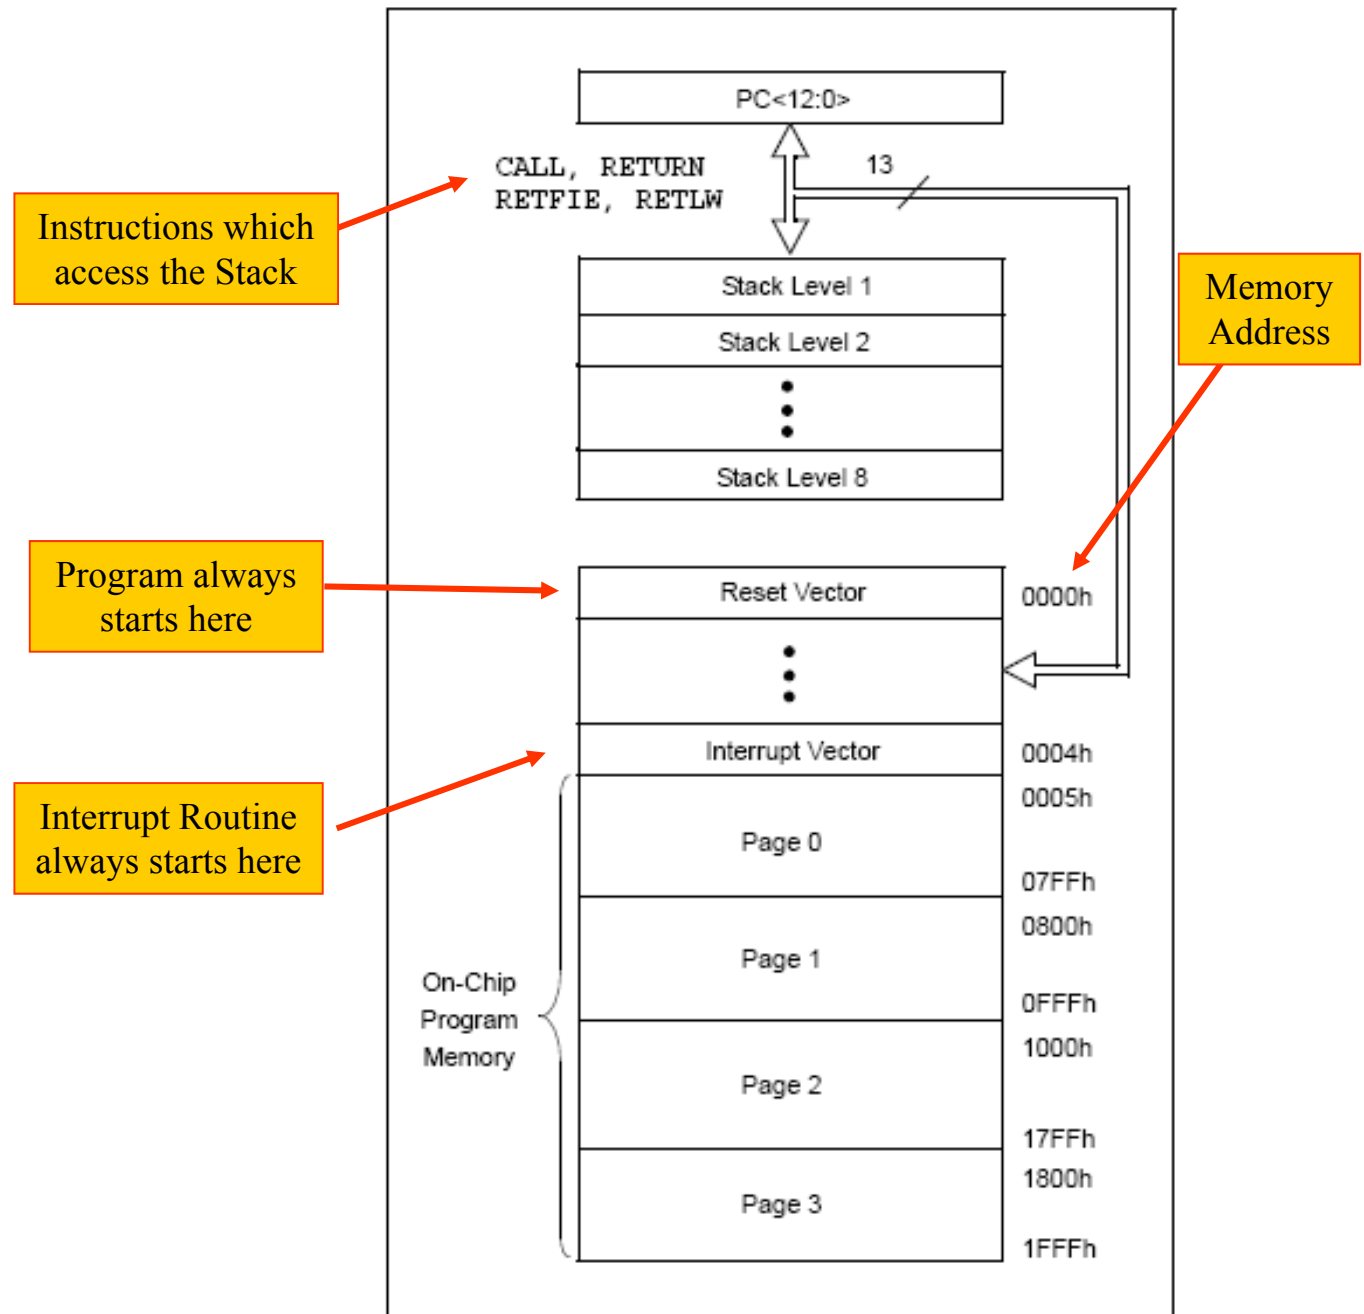 PC<12:0>
CALL, RETURN
RETFIE, RETLW
13
Instructions which
access the Stack
Stack Level 1
Memory
Address
Stack Level 2
Stack Level 8
Program always
starts here
Reset Vector
0000h
Interrupt Vector
0004h
Interrupt Routine
always starts here
0005h
Page 0
07FFh
0800h
Page 1
0FFFh
On-Chip
Program
Memory
1000h
Page 2
17FFh
1800h
Page 3
1FFFh